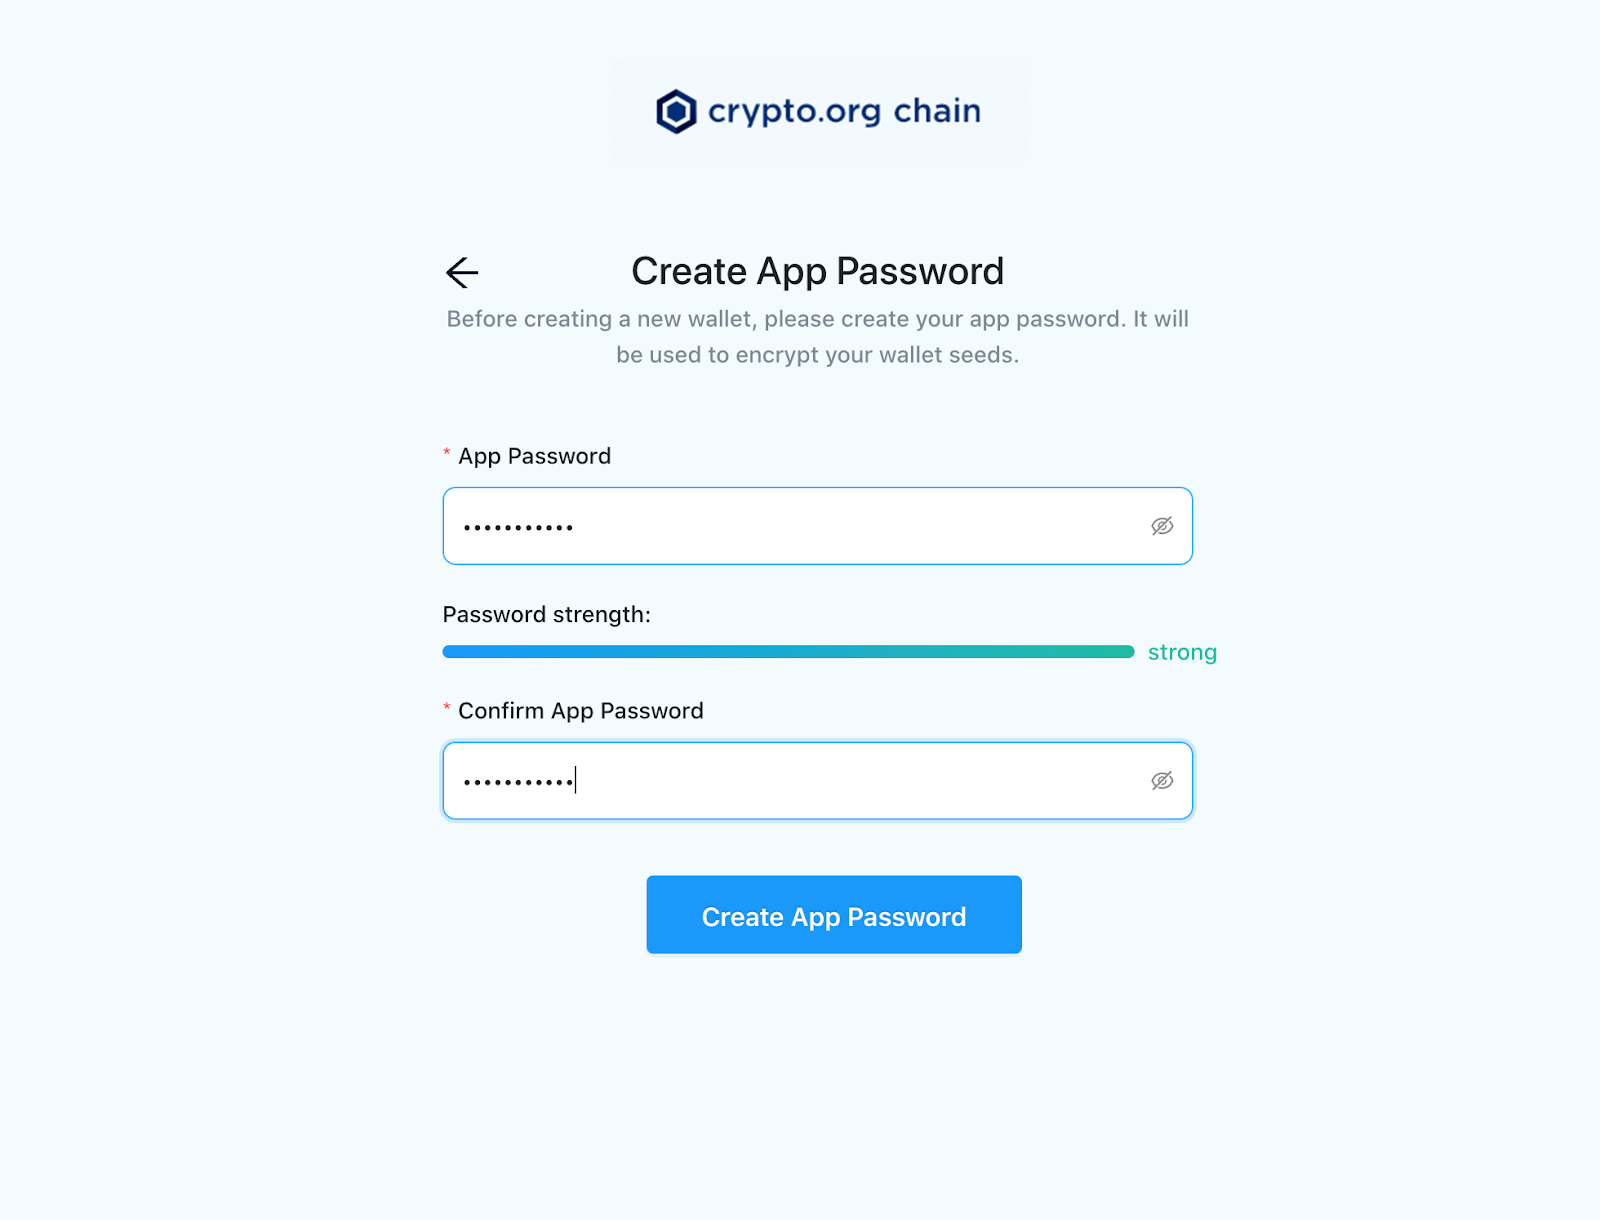 crypto.org chain
Create App Password
Before creating a new wallet, please create your app password. It will
be used to encrypt your wallet seeds.
* App Password
•••••••••••
Password strength:
strong
* Confirm App Password
•••••••••••
Create App Password